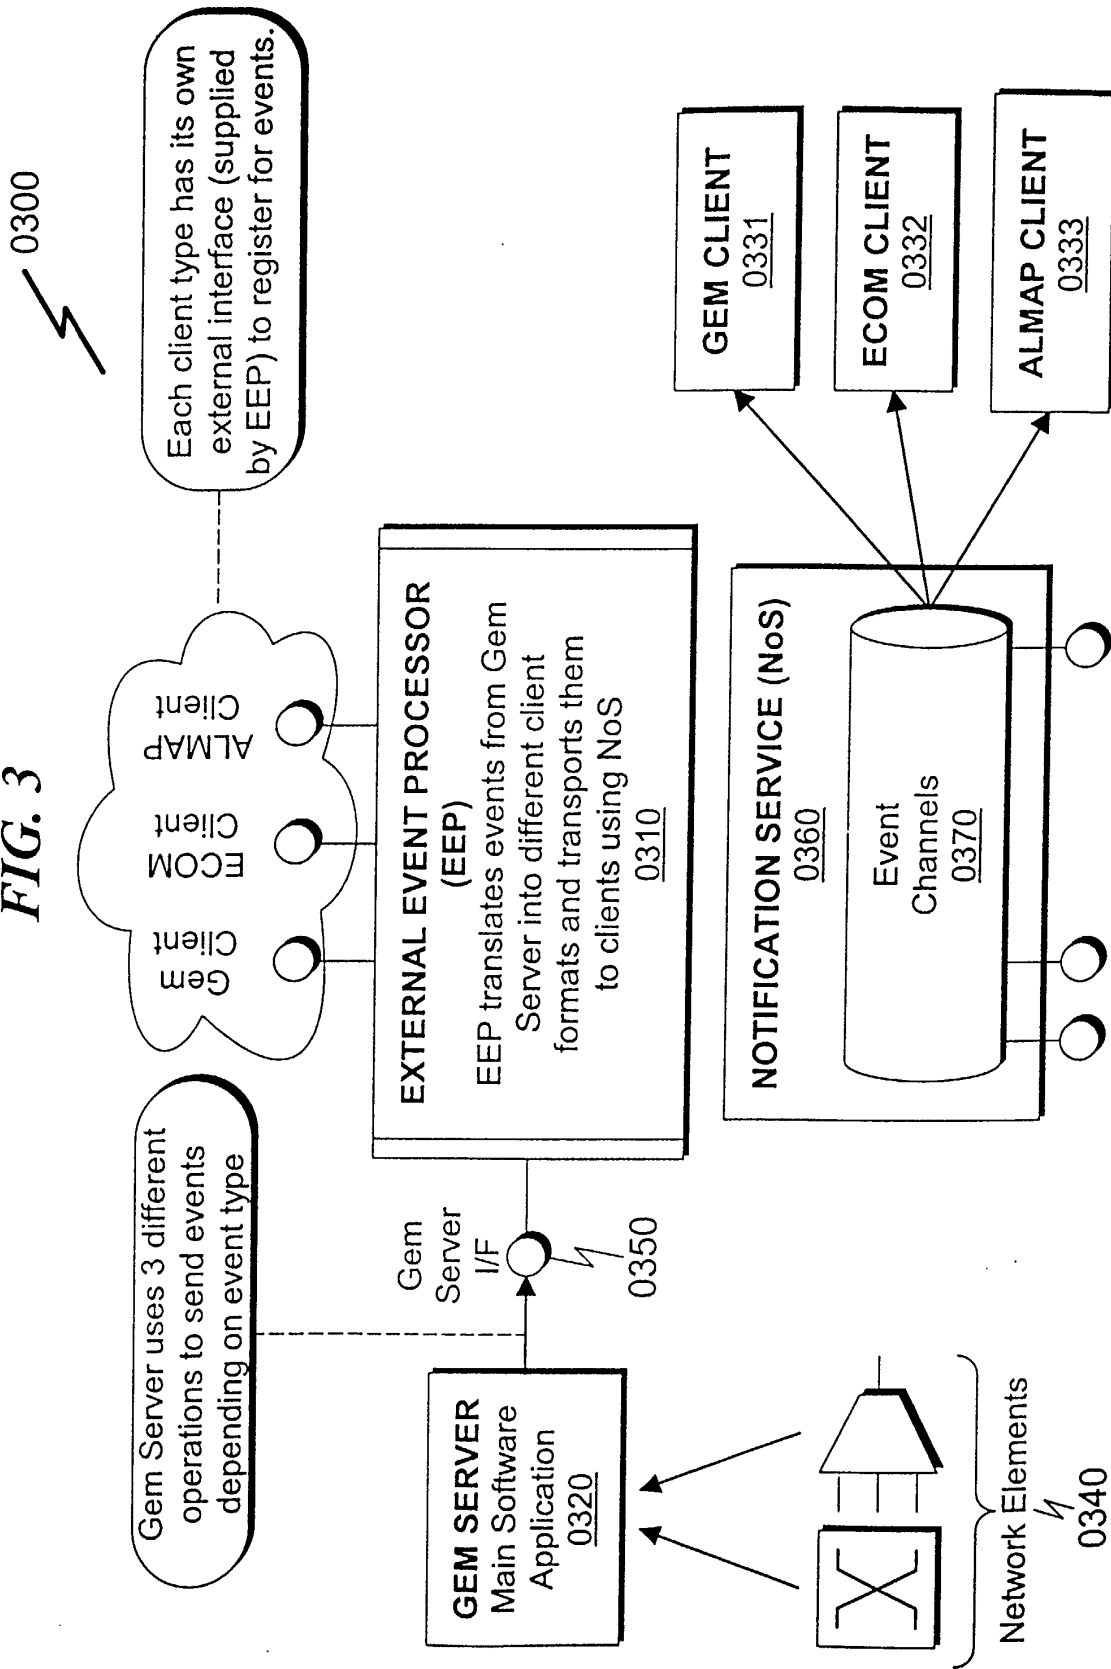 FIG. 3
0300
Gem Server uses 3 different
operations to send events
depending on event type
Each client type has its own
external interface (supplied
by EEP) to register for events.
Gem
Client
ECOM
Client
ALMAP
Client
GEM SERVER
Main Software
Application
0320
Gem
Server
I/F
0350
EXTERNAL EVENT PROCESSOR
(EEP)
EEP translates events from Gem
Server into different client
formats and transports them
to clients using NoS
0310
NOTIFICATION SERVICE (NoS)
0360
Event
Channels
0370
GEM CLIENT
0331
ECOM CLIENT
0332
ALMAP CLIENT
0333
Network Elements
0340